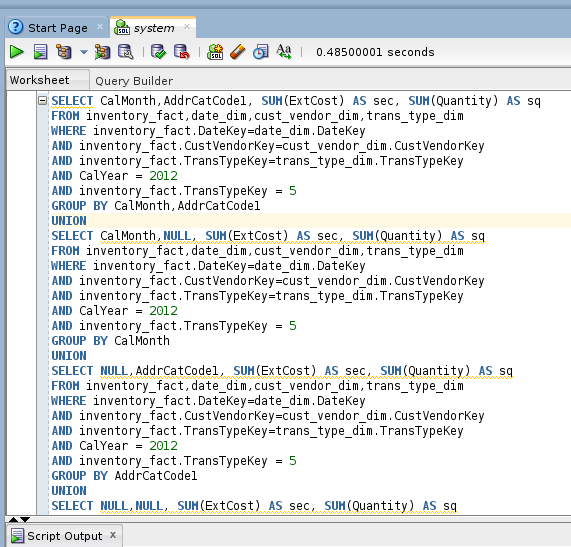 Start Page
system
0.48500001 seconds
Worksheet Query Builder
SELECT CalMonth,AddrCatCode1, SUM(ExtCost) AS sec, SUM(Quantity) AS sq
FROM inventory_fact,date_dim,cust_vendor_dim,trans_type_dim
WHERE inventory_fact.DateKey=date_dim.DateKey
AND inventory_fact.CustVendorKey=cust_vendor_dim.CustVendorKey
AND inventory_fact.TransTypeKey=trans_type_dim.TransTypeKey
AND CalYear = 2012
AND inventory_fact.TransTypeKey = 5
GROUP BY CalMonth,AddrCatCode1
UNION
SELECT CalMonth,NULL, SUM(ExtCost) AS sec, SUM(Quantity) AS sq
FROM inventory_fact,date_dim,cust_vendor_dim,trans_type_dim
WHERE inventory_fact.DateKey=date_dim.DateKey
AND inventory_fact.CustVendorKey=cust_vendor_dim.CustVendorKey
AND inventory_fact.TransTypeKey=trans_type_dim.TransTypeKey
AND CalYear = 2012
AND inventory_fact.TransTypeKey = 5
GROUP BY CalMonth
UNION
SELECT NULL,AddrCatCode1, SUM(ExtCost) AS sec, SUM(Quantity) AS sq
FROM inventory_fact,date_dim,cust_vendor_dim,trans_type_dim
WHERE inventory_fact.DateKey=date_dim.DateKey
AND inventory_fact.CustVendorKey=cust_vendor_dim.CustVendorKey
AND inventory_fact.TransTypeKey=trans_type_dim.TransTypeKey
AND CalYear = 2012
AND inventory_fact.TransTypeKey = 5
GROUP BY AddrCatCode1
UNION
SELECT NULL,NULL, SUM(ExtCost) AS sec, SUM(Quantity) AS sq
Script Output x